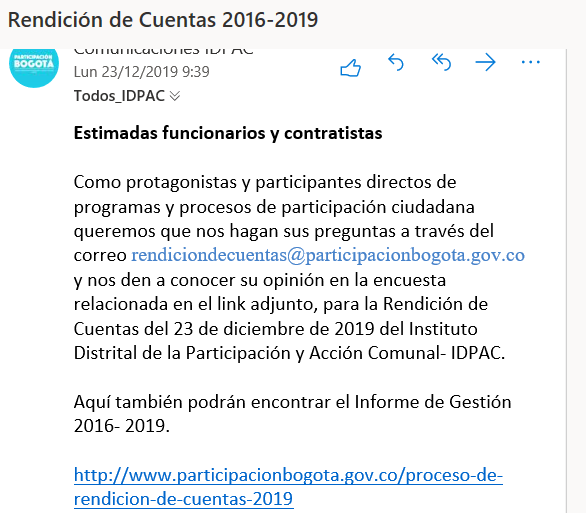 Rendición de Cuentas 2016-2019
Comunicaciones IDPAC
PARTICIPACIÓN
BOGOTÁ
Lun 23/12/2019 9:39
Todos_IDPAC
Estimadas funcionarios y contratistas
Como protagonistas y participantes directos de
programas y procesos de participación ciudadana
queremos que nos hagan sus preguntas a través del
correo rendiciondecuentas@participacionbogota.gov.co
y nos den a conocer su opinión en la encuesta
relacionada en el link adjunto, para la Rendición de
Cuentas del 23 de diciembre de 2019 del Instituto
Distrital de la Participación y Acción Comunal- IDPAC.
Aquí también podrán encontrar el Informe de Gestión
2016- 2019.
http://www.participacionbogota.gov.co/proceso-de-
rendicion-de-cuentas-2019